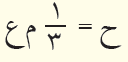 ح = ١/٣ م ع